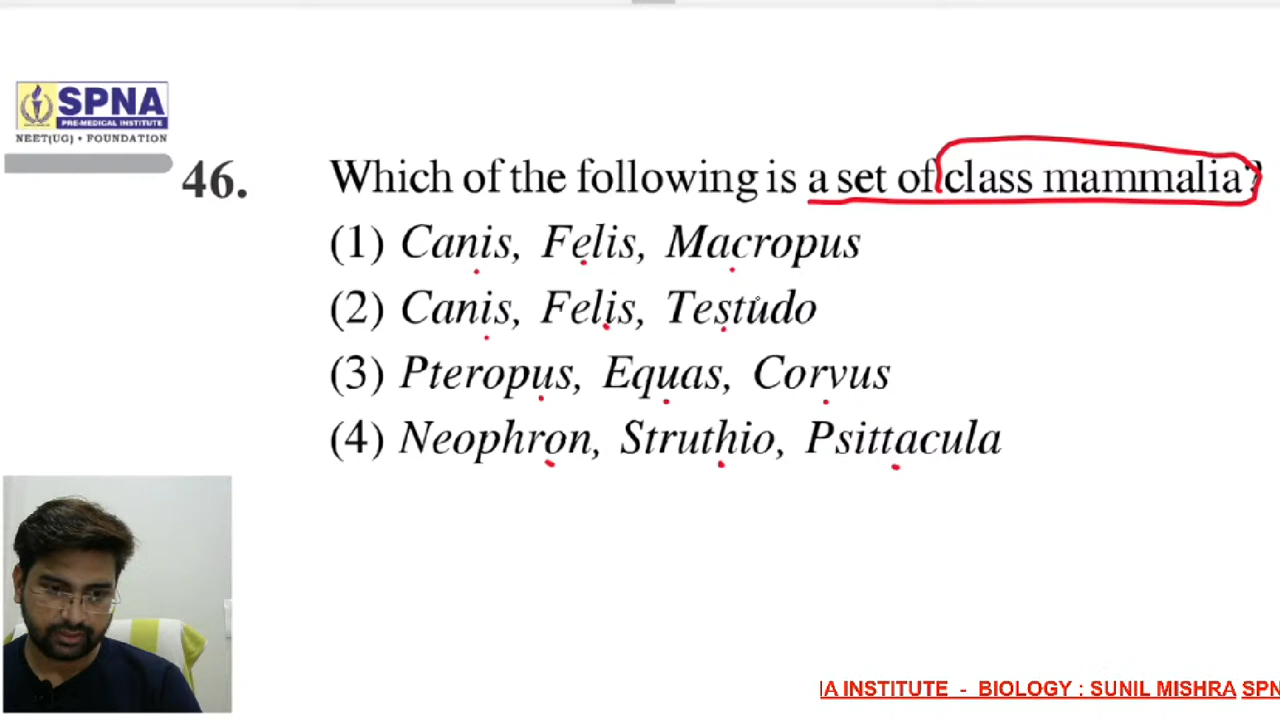 SPNA
PRE-MEDICAL INSTITUTE
NEET(UG) • FOUNDATION
46. Which of the following is a set of class mammalia?
(1) Canis, Felis, Macropus
(2) Canis, Felis, Testudo
(3) Pteropus, Equas, Corvus
(4) Neophron, Struthio, Psittacula
IA INSTITUTE - BIOLOGY : SUNIL MISHRA SPN